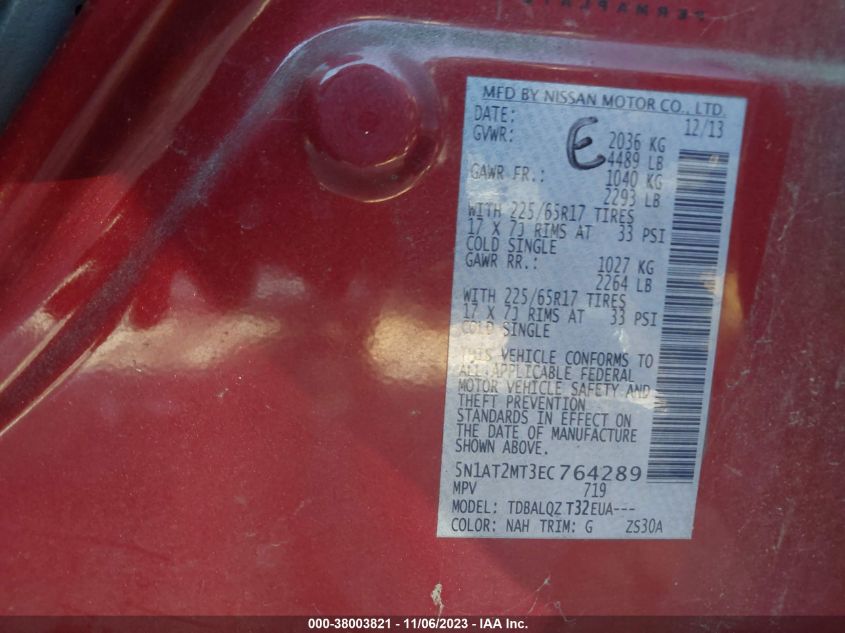 MFD BY NISSAN MOTOR CO., LTD.
DATE: 12/13
GVWR: E 2036 KG
4489 LB
GAWR FR.: 1040 KG
2293 LB
WITH 225/65R17 TIRES
17 X 7J RIMS AT 33 PSI
COLD SINGLE
GAWR RR.: 1027 KG
2264 LB
WITH 225/65R17 TIRES
17 X 7J RIMS AT 33 PSI
COLD SINGLE
THIS VEHICLE CONFORMS TO
ALL APPLICABLE FEDERAL
MOTOR VEHICLE SAFETY AND
THEFT PREVENTION
STANDARDS IN EFFECT ON
THE DATE OF MANUFACTURE
SHOWN ABOVE.
5N1AT2MT3EC764289
MPV 719
MODEL: TDBALQZ T32EUA---
COLOR: NAH TRIM: G ZS30A
000-38003821 - 11/06/2023 - IAAI.com